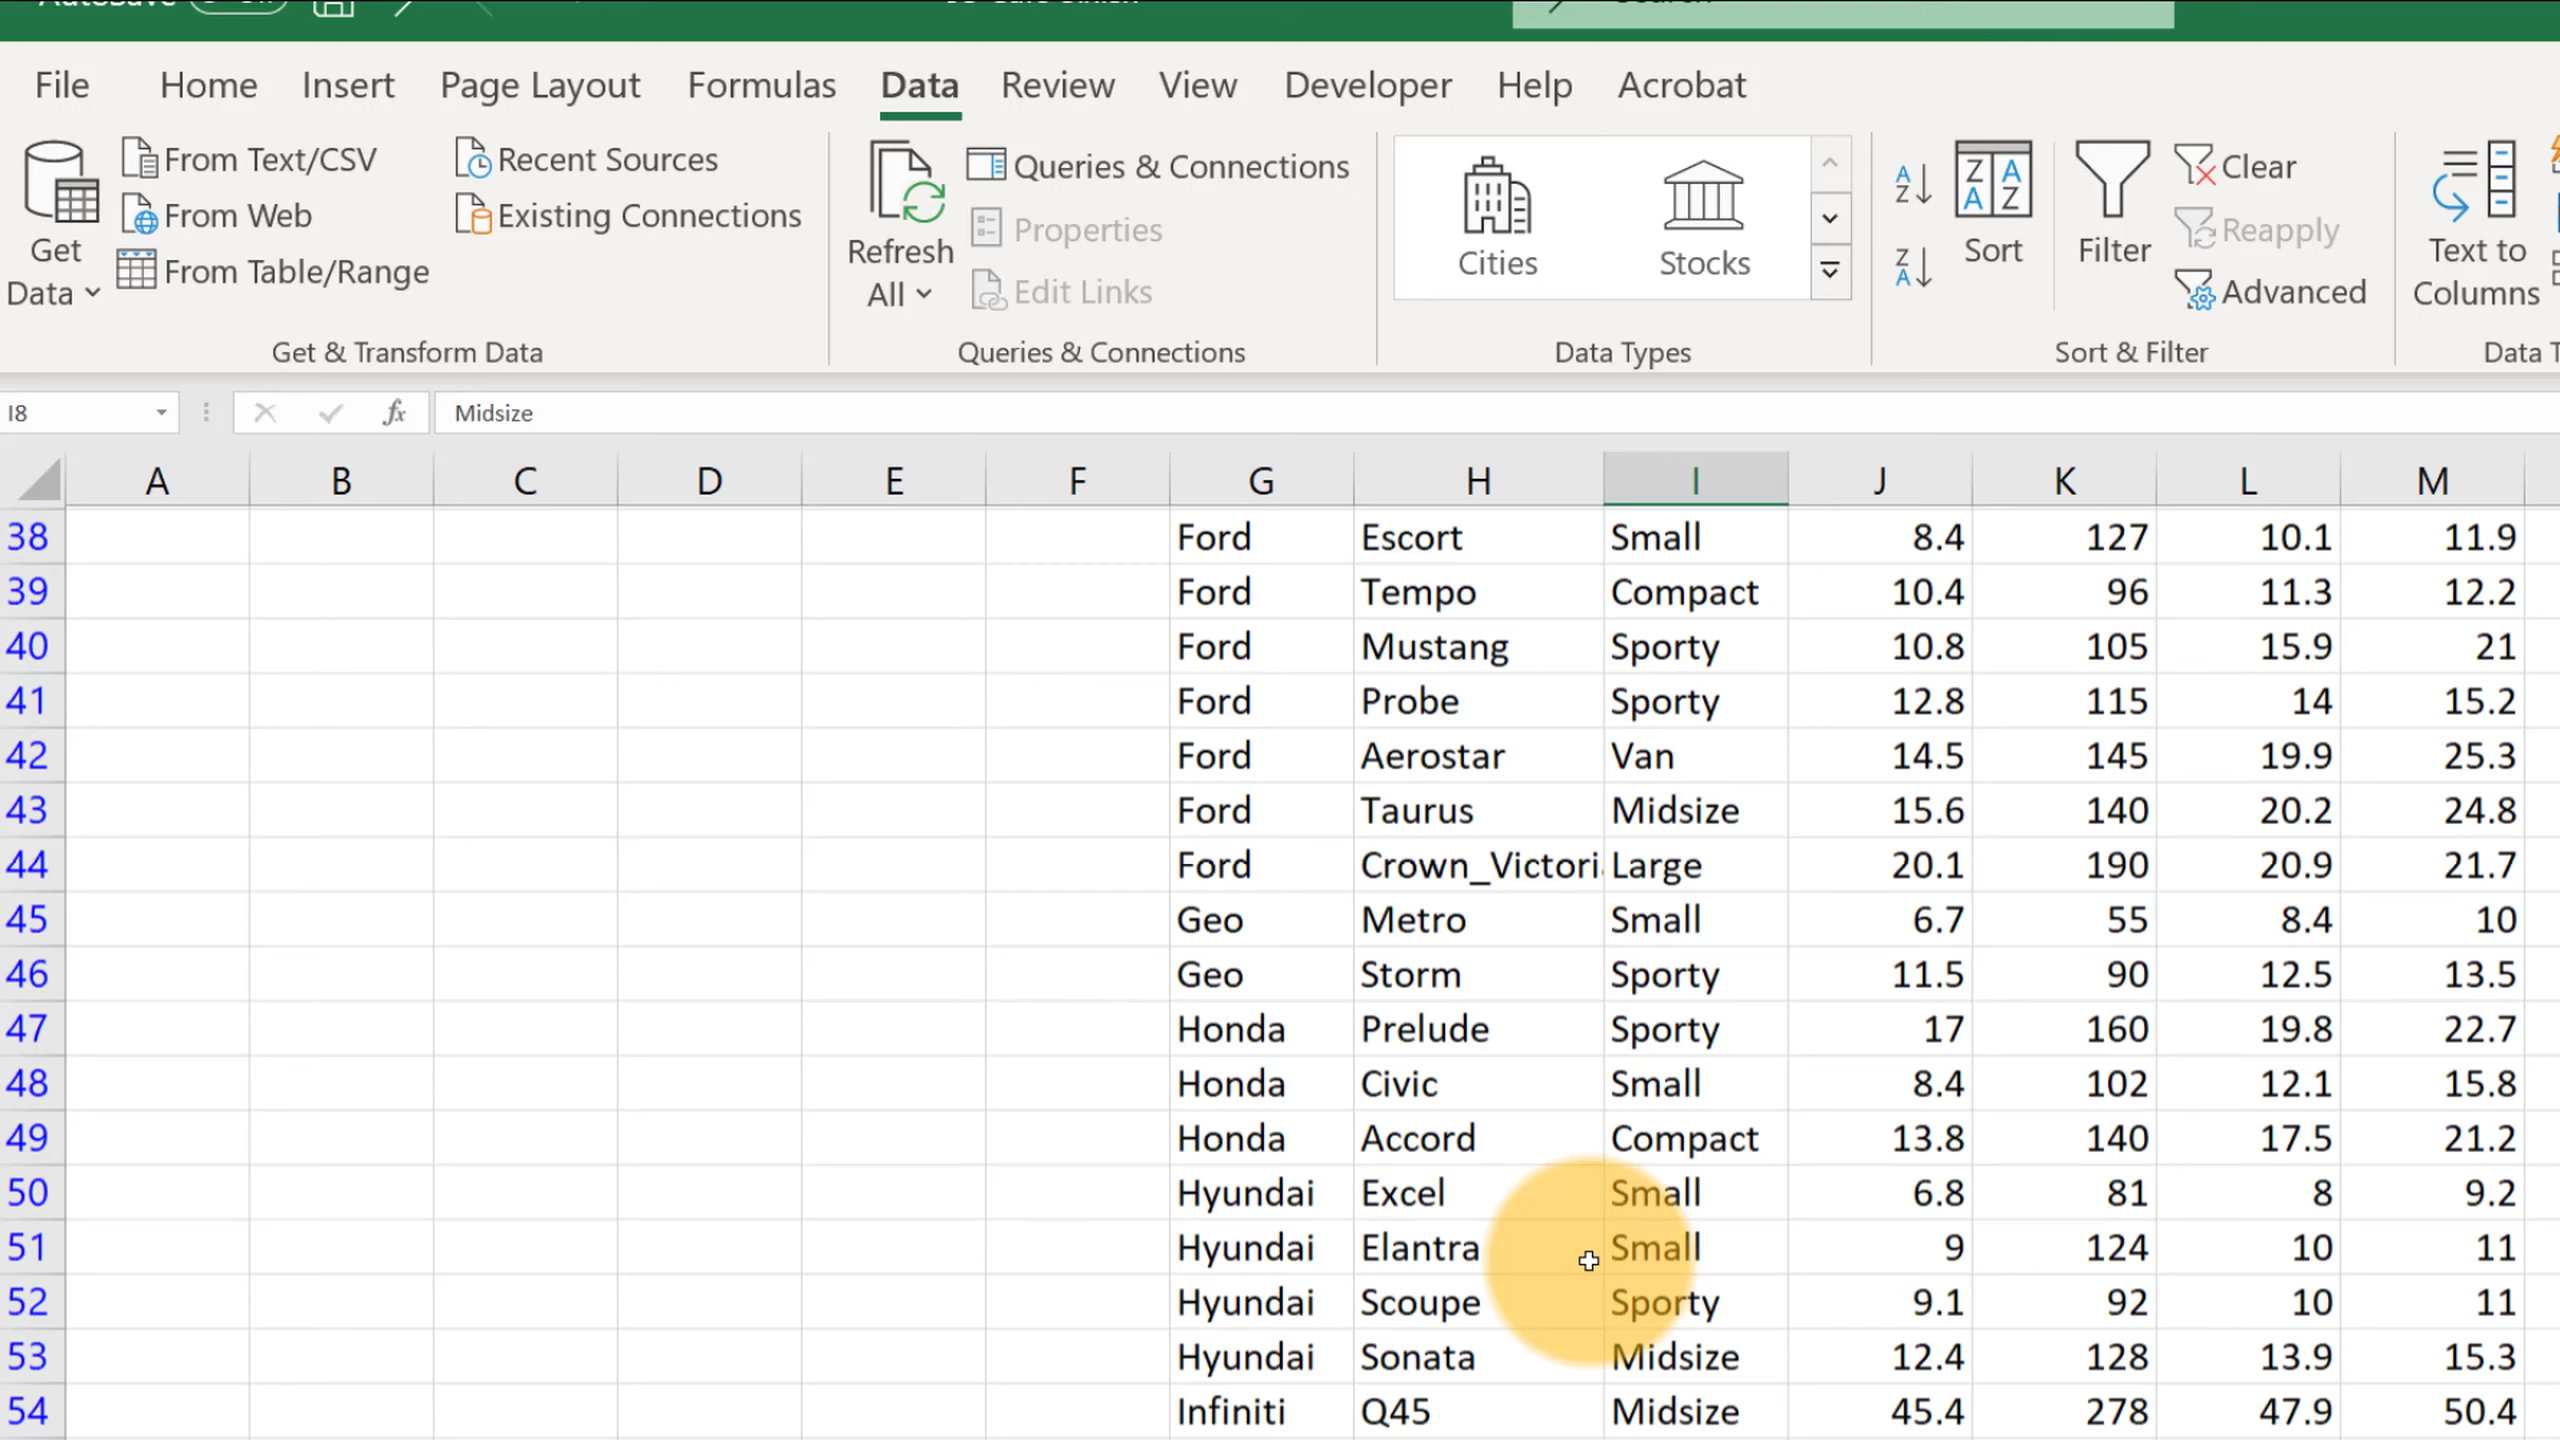 File Home Insert Page Layout Formulas Data Review View Developer Help Acrobat
Get Data
From Text/CSV
From Web
From Table/Range
Recent Sources
Existing Connections
Get & Transform Data
Refresh All
Queries & Connections
Properties
Edit Links
Queries & Connections
Cities
Stocks
Data Types
Sort
Filter
Clear
Reapply
Advanced
Sort & Filter
Text to Columns
Data T
I8 fx Midsize
A B C D E F G H I J K L M
38 Ford Escort Small 8.4 127 10.1 11.9
39 Ford Tempo Compact 10.4 96 11.3 12.2
40 Ford Mustang Sporty 10.8 105 15.9 21
41 Ford Probe Sporty 12.8 115 14 15.2
42 Ford Aerostar Van 14.5 145 19.9 25.3
43 Ford Taurus Midsize 15.6 140 20.2 24.8
44 Ford Crown_Victori Large 20.1 190 20.9 21.7
45 Geo Metro Small 6.7 55 8.4 10
46 Geo Storm Sporty 11.5 90 12.5 13.5
47 Honda Prelude Sporty 17 160 19.8 22.7
48 Honda Civic Small 8.4 102 12.1 15.8
49 Honda Accord Compact 13.8 140 17.5 21.2
50 Hyundai Excel Small 6.8 81 8 9.2
51 Hyundai Elantra Small 9 124 10 11
52 Hyundai Scoupe Sporty 9.1 92 10 11
53 Hyundai Sonata Midsize 12.4 128 13.9 15.3
54 Infiniti Q45 Midsize 45.4 278 47.9 50.4